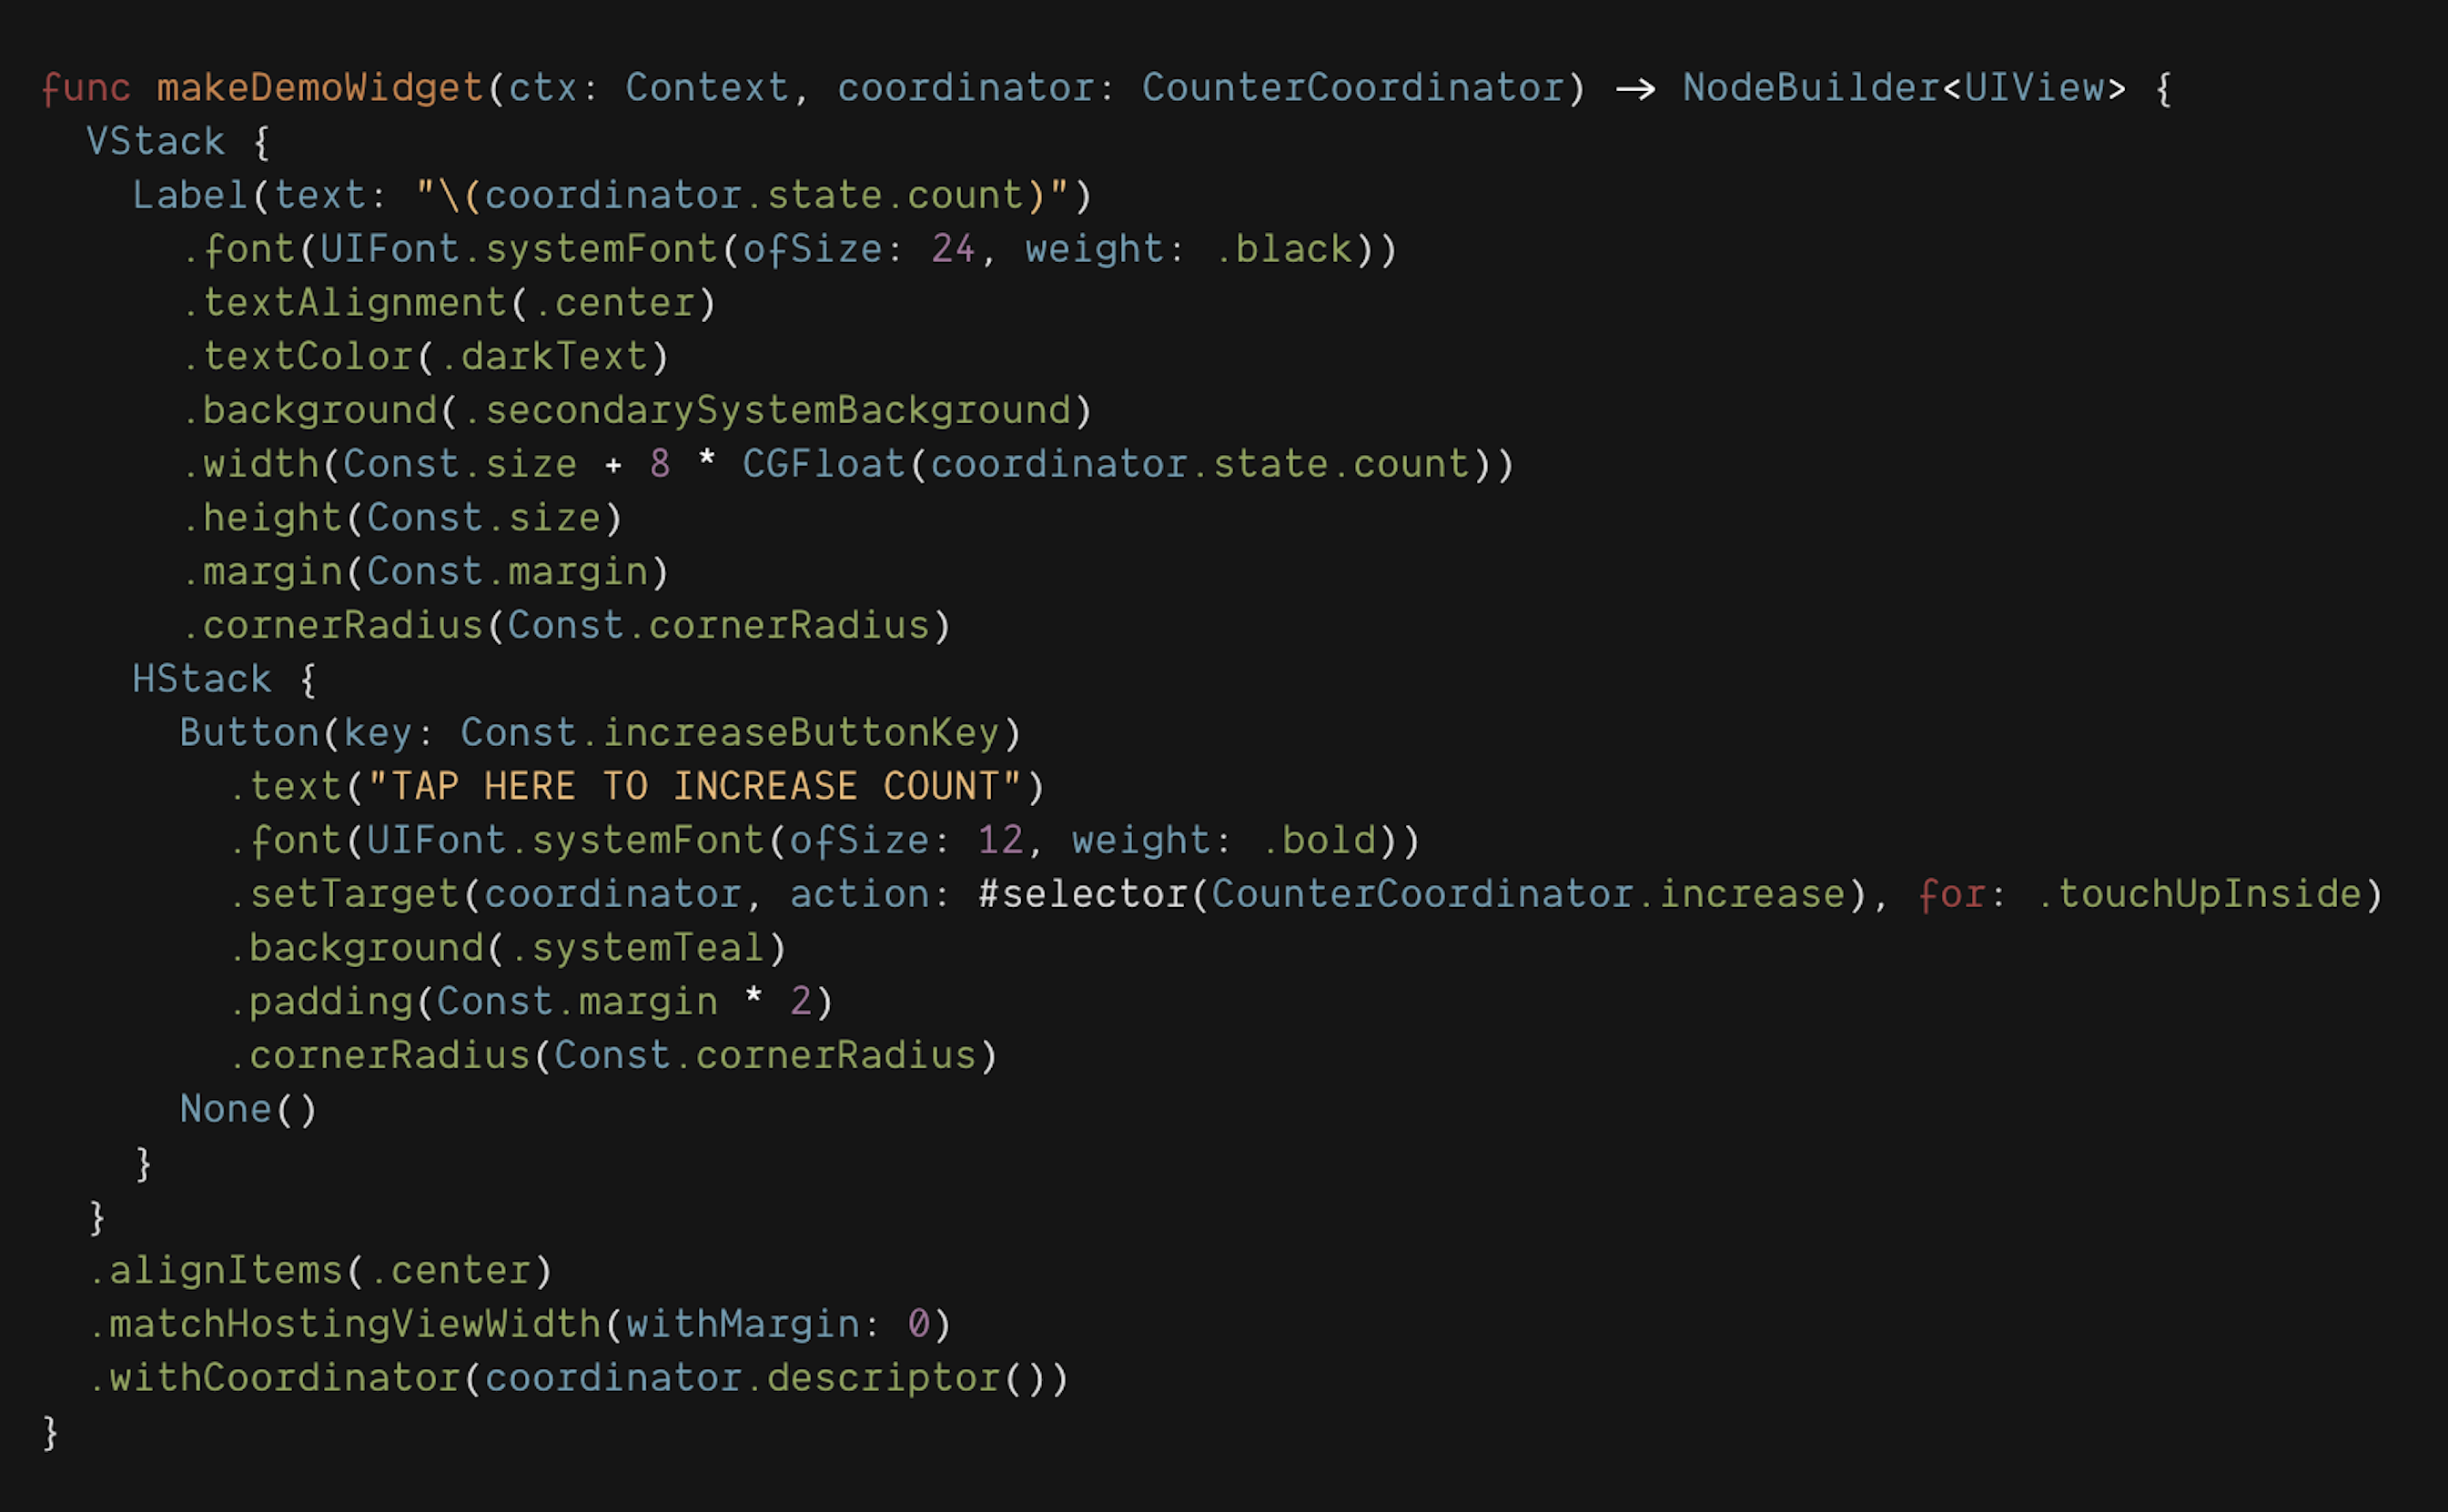 func makeDemoWidget(ctx: Context, coordinator: CounterCoordinator) -> NodeBuilder<UIView> {
  VStack {
    Label(text: "\(coordinator.state.count)")
      .font(UIFont.systemFont(ofSize: 24, weight: .black))
      .textAlignment(.center)
      .textColor(.darkText)
      .background(.secondarySystemBackground)
      .width(Const.size + 8 * CGFloat(coordinator.state.count))
      .height(Const.size)
      .margin(Const.margin)
      .cornerRadius(Const.cornerRadius)
    HStack {
      Button(key: Const.increaseButtonKey)
        .text("TAP HERE TO INCREASE COUNT")
        .font(UIFont.systemFont(ofSize: 12, weight: .bold))
        .setTarget(coordinator, action: #selector(CounterCoordinator.increase), for: .touchUpInside)
        .background(.systemTeal)
        .padding(Const.margin * 2)
        .cornerRadius(Const.cornerRadius)
      None()
    }
  }
  .alignItems(.center)
  .matchHostingViewWidth(withMargin: 0)
  .withCoordinator(coordinator.descriptor())
}